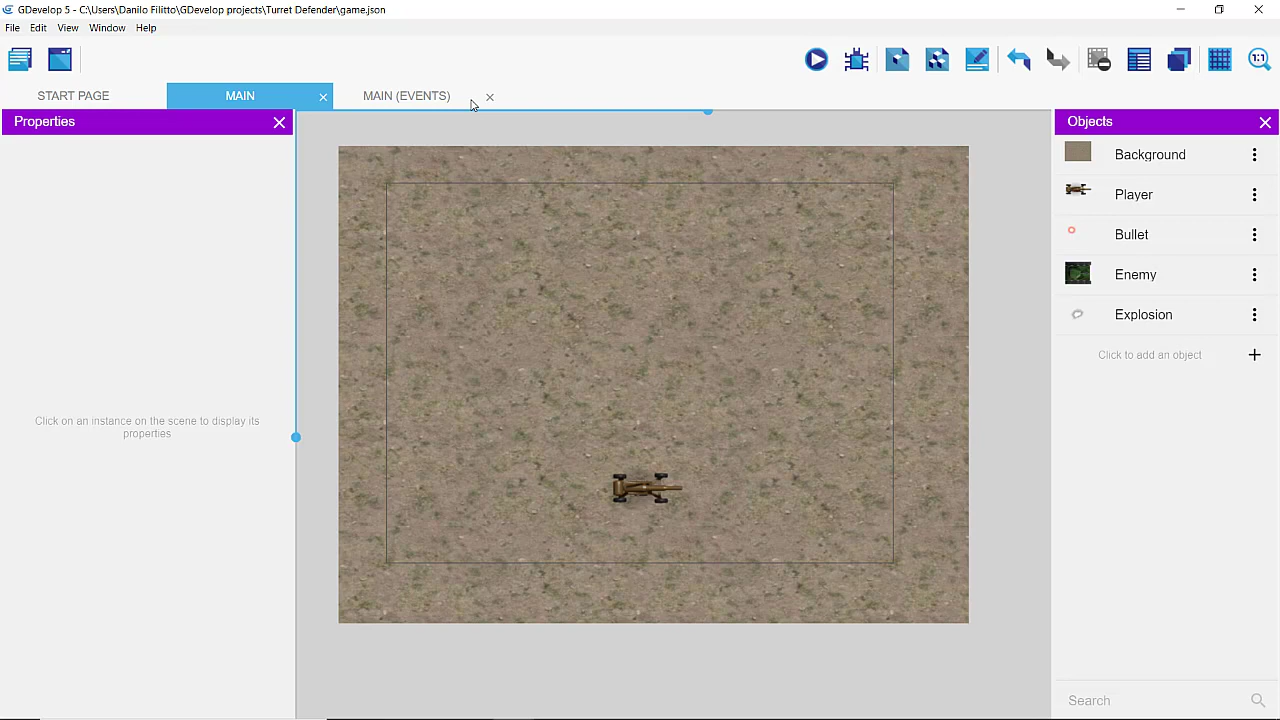 GDevelop 5 - C:\Users\Danilo Filitto\GDevelop projects\Turret Defender\game.json
File Edit View Window Help
1:1
START PAGE MAIN MAIN (EVENTS)
Properties
Objects
Background
Player
Bullet
Enemy
Explosion
Click to add an object
Click on an instance on the scene to display its
properties
Search